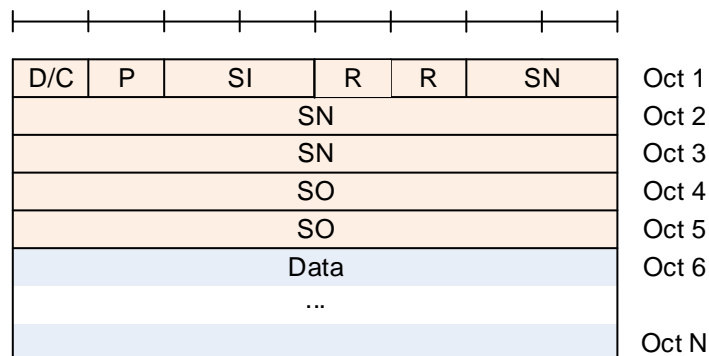 D/C P SI R R SN Oct 1
SN Oct 2
SN Oct 3
SO Oct 4
SO Oct 5
Data Oct 6
...
Oct N